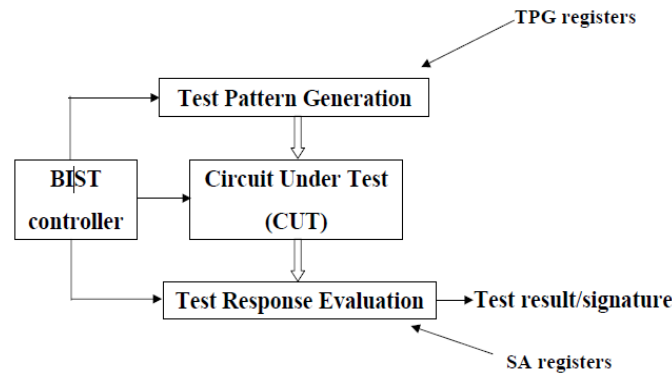 TPG registers
Test Pattern Generation
BIST
controller
Circuit Under Test
(CUT)
Test Response Evaluation
Test result/signature
SA registers